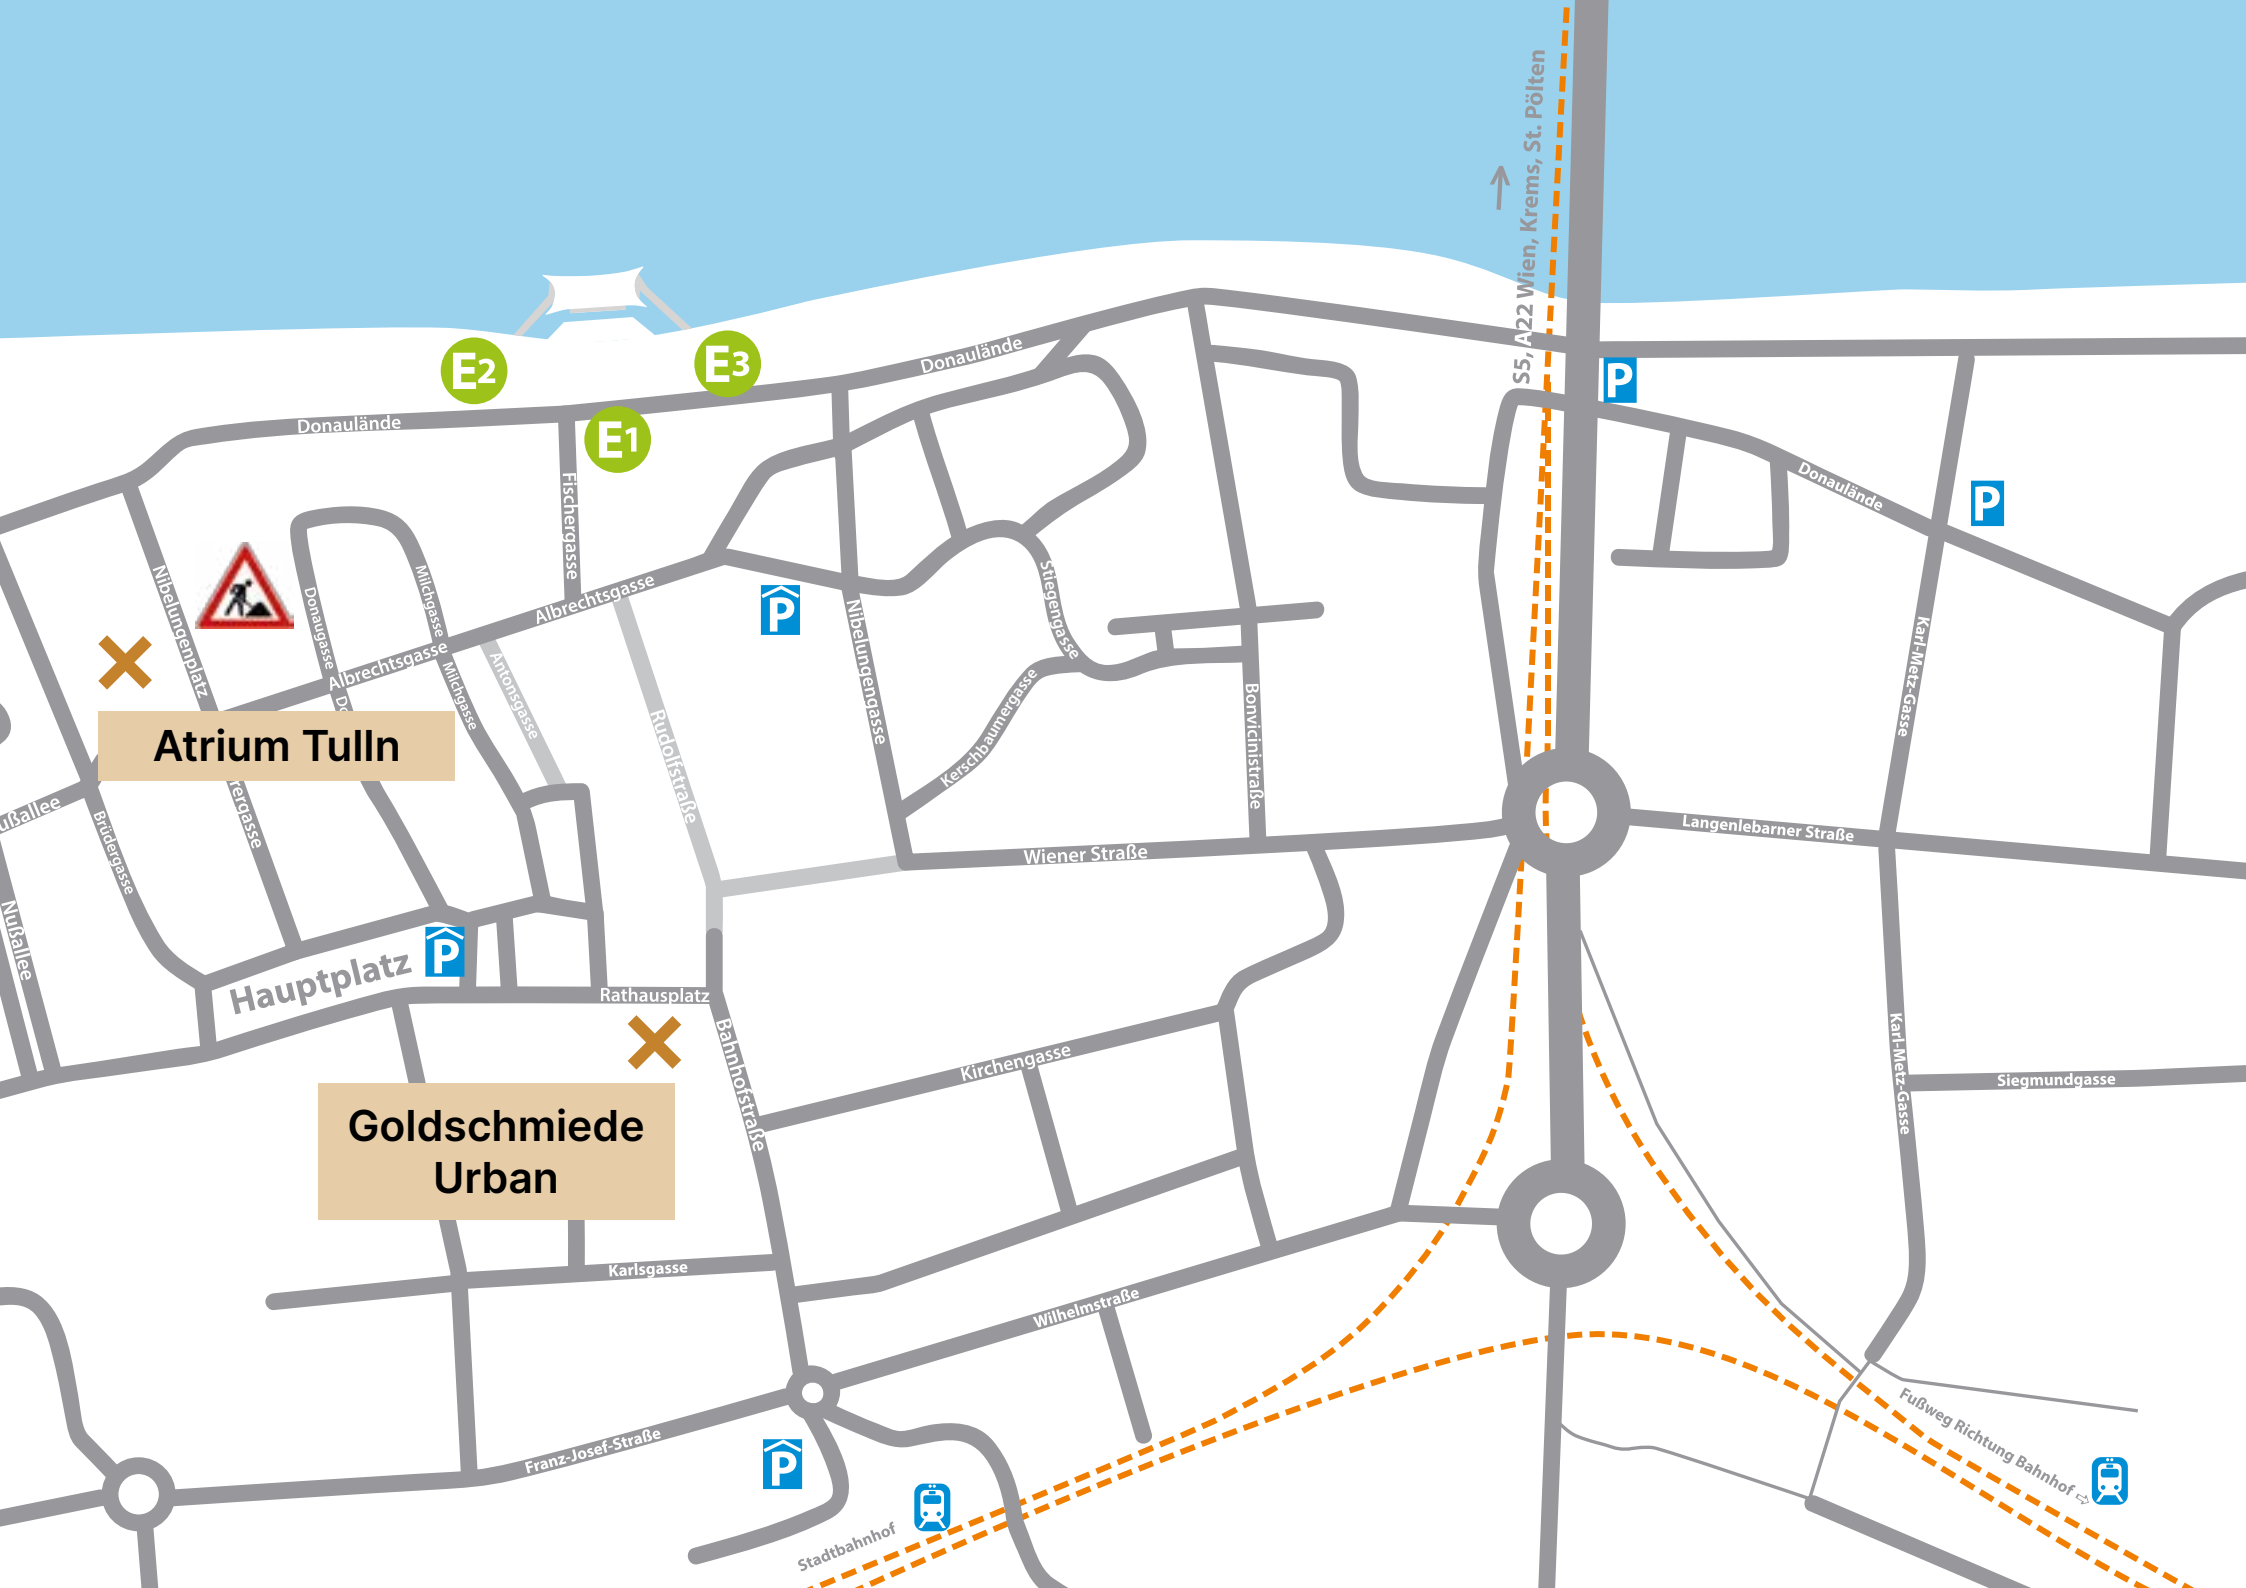 S5, A22 Wien, Krems, St. Pölten
E2
E3
E1
Donaulände
Donaulände
P
Donaulände
P
Fischergasse
Nibelungenplatz
Donaugasse
Milchgasse
Albrechtsgasse
Albrechtsgasse
P
Stiegengasse
Nibelungengasse
Karl-Metz-Gasse
Antonsgasse
Milchgasse
Kerschbaumergasse
Bonvicinistraße
Rudolfstraße
Atrium Tulln
Brüdergasse
Wiener Straße
Langenlebarner Straße
Nußallee
Hauptplatz
P
Rathausplatz
Bahnhofstraße
Kirchengasse
Karl-Metz-Gasse
Siegmundgasse
Goldschmiede
Urban
Karlsgasse
Wilhelmstraße
Franz-Josef-Straße
P
Stadtbahnhof
Fußweg Richtung Bahnhof